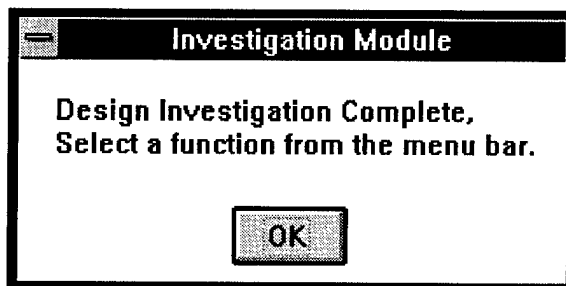 Investigation Module
Design Investigation Complete,
Select a function from the menu bar.
OK